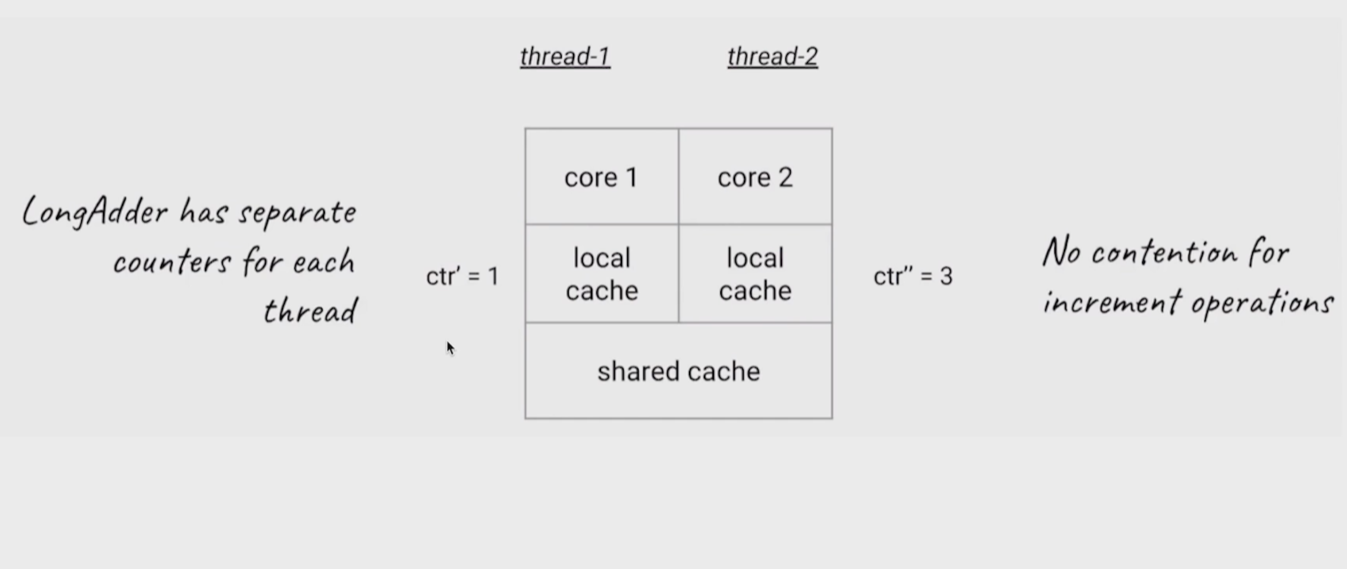 thread-1
thread-2
LongAdder has separate
counters for each
thread
ctr' = 1
core 1
core 2
local
cache
local
cache
shared cache
ctr'' = 3
No contention for
increment operations